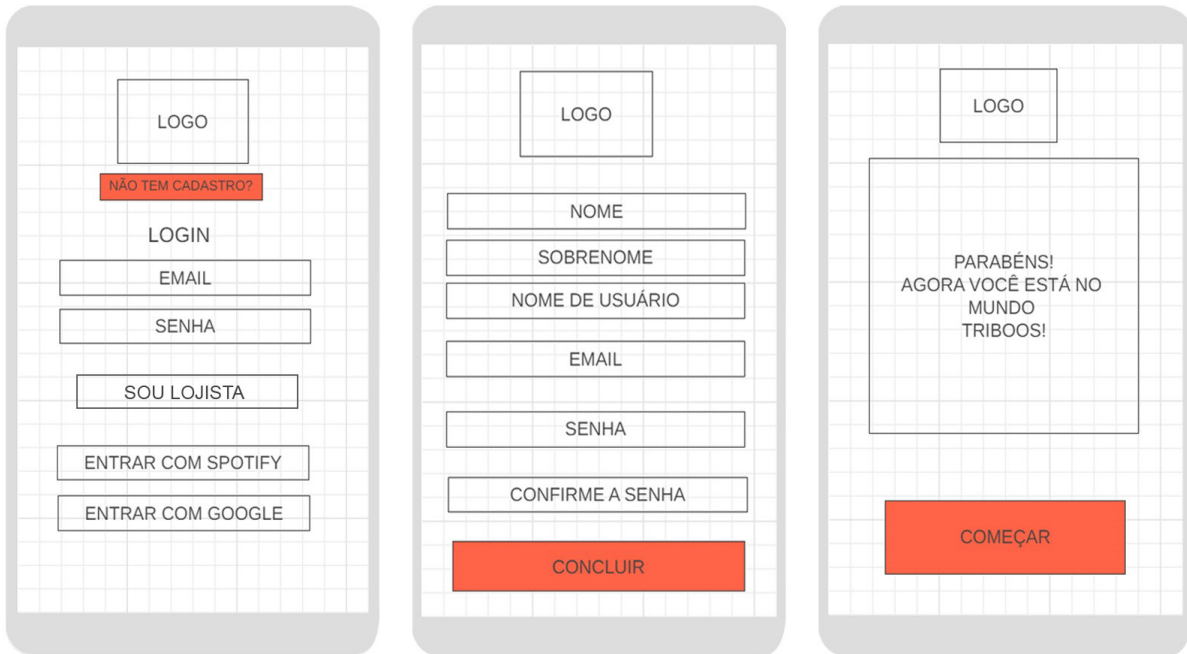 LOGO
NÃO TEM CADASTRO?
LOGIN
EMAIL
SENHA
SOU LOJISTA
ENTRAR COM SPOTIFY
ENTRAR COM GOOGLE
LOGO
NOME
SOBRENOME
NOME DE USUÁRIO
EMAIL
SENHA
CONFIRME A SENHA
CONCLUIR
LOGO
PARABÉNS!
AGORA VOCÊ ESTÁ NO
MUNDO
TRIBOOS!
COMEÇAR